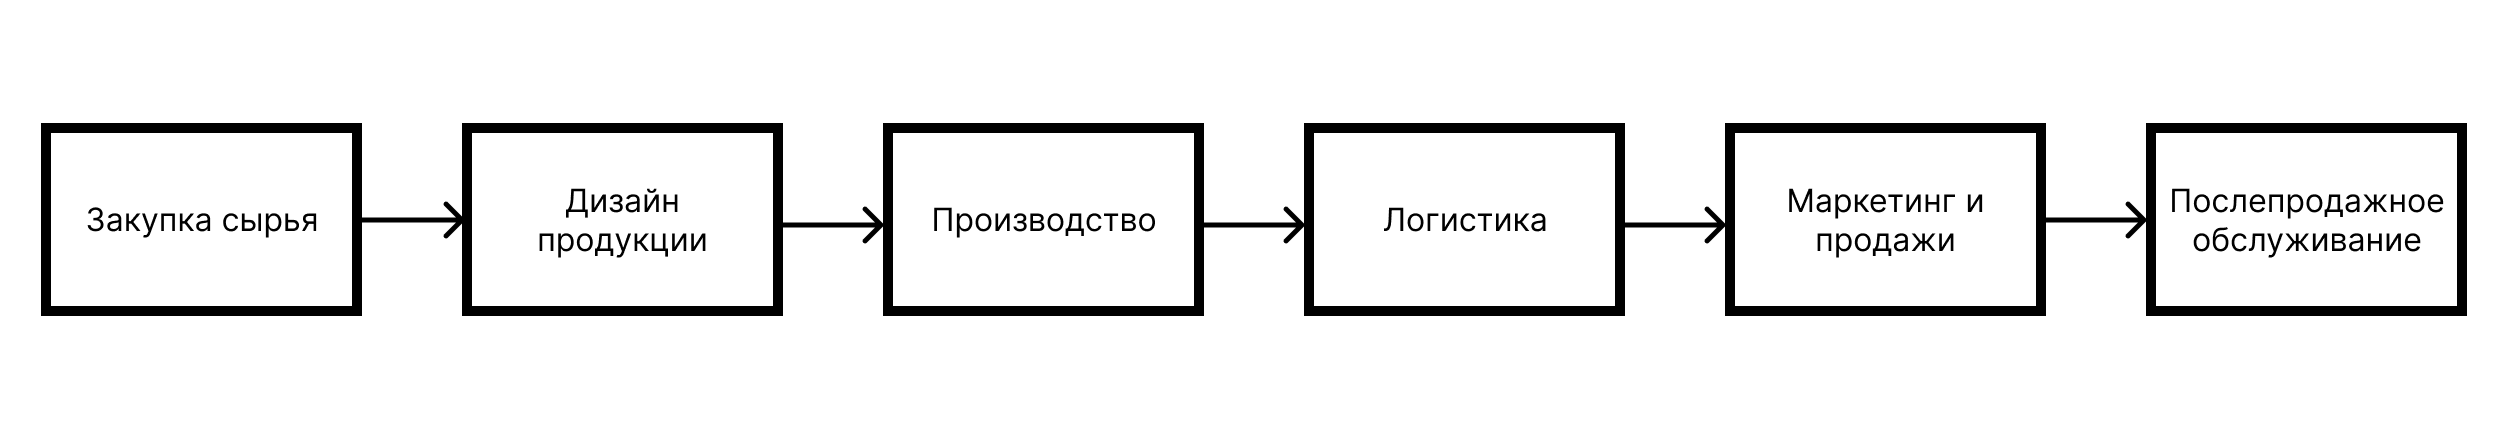 Закупка сырья
Дизайн
продукции
Производство
Логистика
Маркетинг и
продажи
Послепродажное
обслуживание